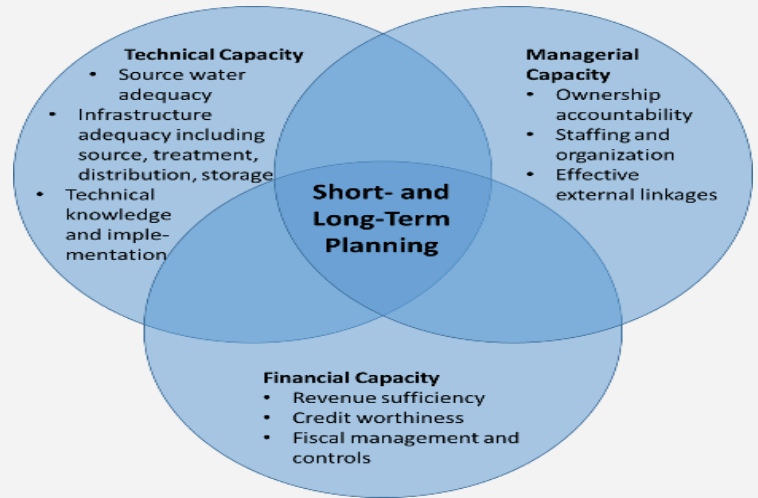 Technical Capacity
• Source water
adequacy
• Infrastructure
adequacy including
source, treatment,
distribution, storage
• Technical
knowledge
and imple-
mentation
Managerial
Capacity
• Ownership
accountability
• Staffing and
organization
• Effective
external linkages
Short- and
Long-Term
Planning
Financial Capacity
• Revenue sufficiency
• Credit worthiness
• Fiscal management and
controls